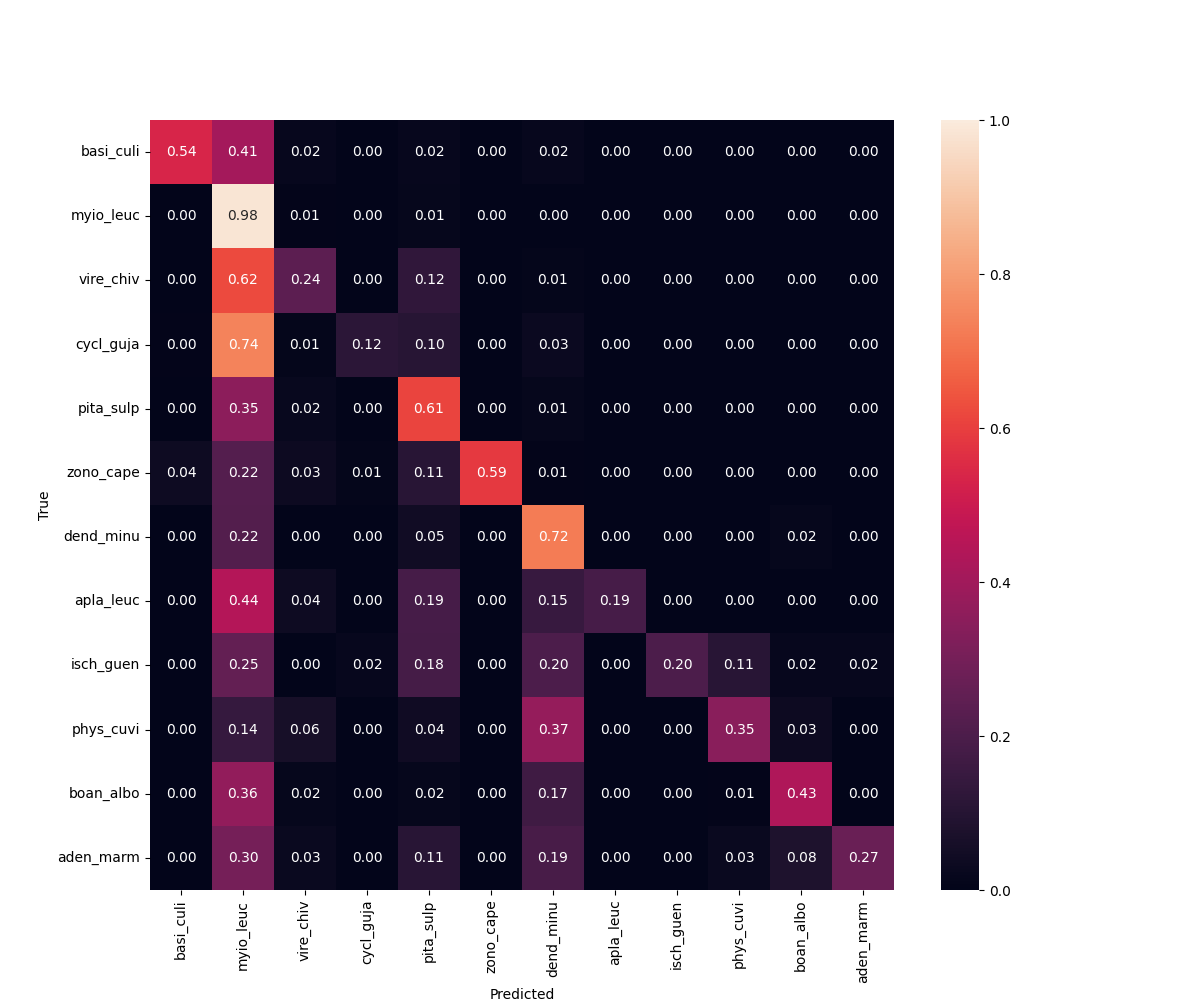 1.0
basi_culi 0.54 0.41 0.02 0.00 0.02 0.00 0.02 0.00 0.00 0.00 0.00 0.00
myio_leuc 0.00 0.98 0.01 0.00 0.01 0.00 0.00 0.00 0.00 0.00 0.00 0.00
0.8
vire_chiv 0.00 0.62 0.24 0.00 0.12 0.00 0.01 0.00 0.00 0.00 0.00 0.00
cycl_guja 0.00 0.74 0.01 0.12 0.10 0.00 0.03 0.00 0.00 0.00 0.00 0.00
pita_sulp 0.00 0.35 0.02 0.00 0.61 0.00 0.01 0.00 0.00 0.00 0.00 0.00
0.6
zono_cape 0.04 0.22 0.03 0.01 0.11 0.59 0.01 0.00 0.00 0.00 0.00 0.00
True
dend_minu 0.00 0.22 0.00 0.00 0.05 0.00 0.72 0.00 0.00 0.00 0.02 0.00
0.4
apla_leuc 0.00 0.44 0.04 0.00 0.19 0.00 0.15 0.19 0.00 0.00 0.00 0.00
isch_guen 0.00 0.25 0.00 0.02 0.18 0.00 0.20 0.00 0.20 0.11 0.02 0.02
phys_cuvi 0.00 0.14 0.06 0.00 0.04 0.00 0.37 0.00 0.00 0.35 0.03 0.00
0.2
boan_albo 0.00 0.36 0.02 0.00 0.02 0.00 0.17 0.00 0.00 0.01 0.43 0.00
aden_marm 0.00 0.30 0.03 0.00 0.11 0.00 0.19 0.00 0.00 0.03 0.08 0.27
0.0
basi_culi myio_leuc vire_chiv cycl_guja pita_sulp zono_cape dend_minu apla_leuc isch_guen phys_cuvi boan_albo aden_marm
Predicted